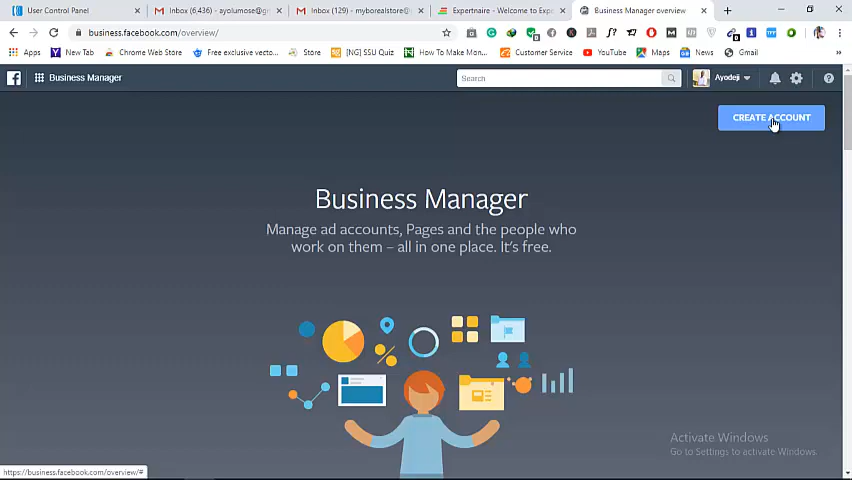 User Control Panel
Inbox (6,436) - ayolumose@g
Inbox (129) - myborealstore@
Expertnaire - Welcome to Exp
Business Manager overview
business.facebook.com/overview/
Apps
New Tab
Chrome Web Store
Free exclusive vecto...
Store
[NG] SSU Quiz
How To Make Mon...
Customer Service
YouTube
Maps
News
Gmail
Business Manager
Search
Ayodeji
CREATE ACCOUNT
Business Manager
Manage ad accounts, Pages and the people who
work on them – all in one place. It's free.
Activate Windows
Go to Settings to activate Windows.
https://business.facebook.com/overview/#